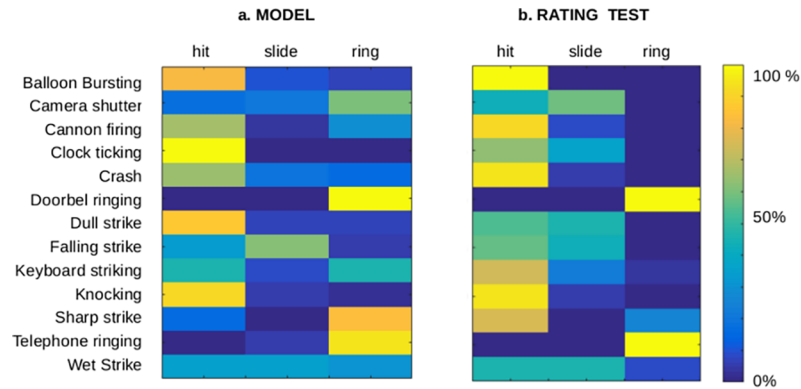 a. MODEL b. RATING TEST
hit slide ring hit slide ring
Balloon Bursting
100 %
Camera shutter
Cannon firing
Clock ticking
Crash
Doorbel ringing
Dull strike
50%
Falling strike
Keyboard striking
Knocking
Sharp strike
Telephone ringing
Wet Strike
0%